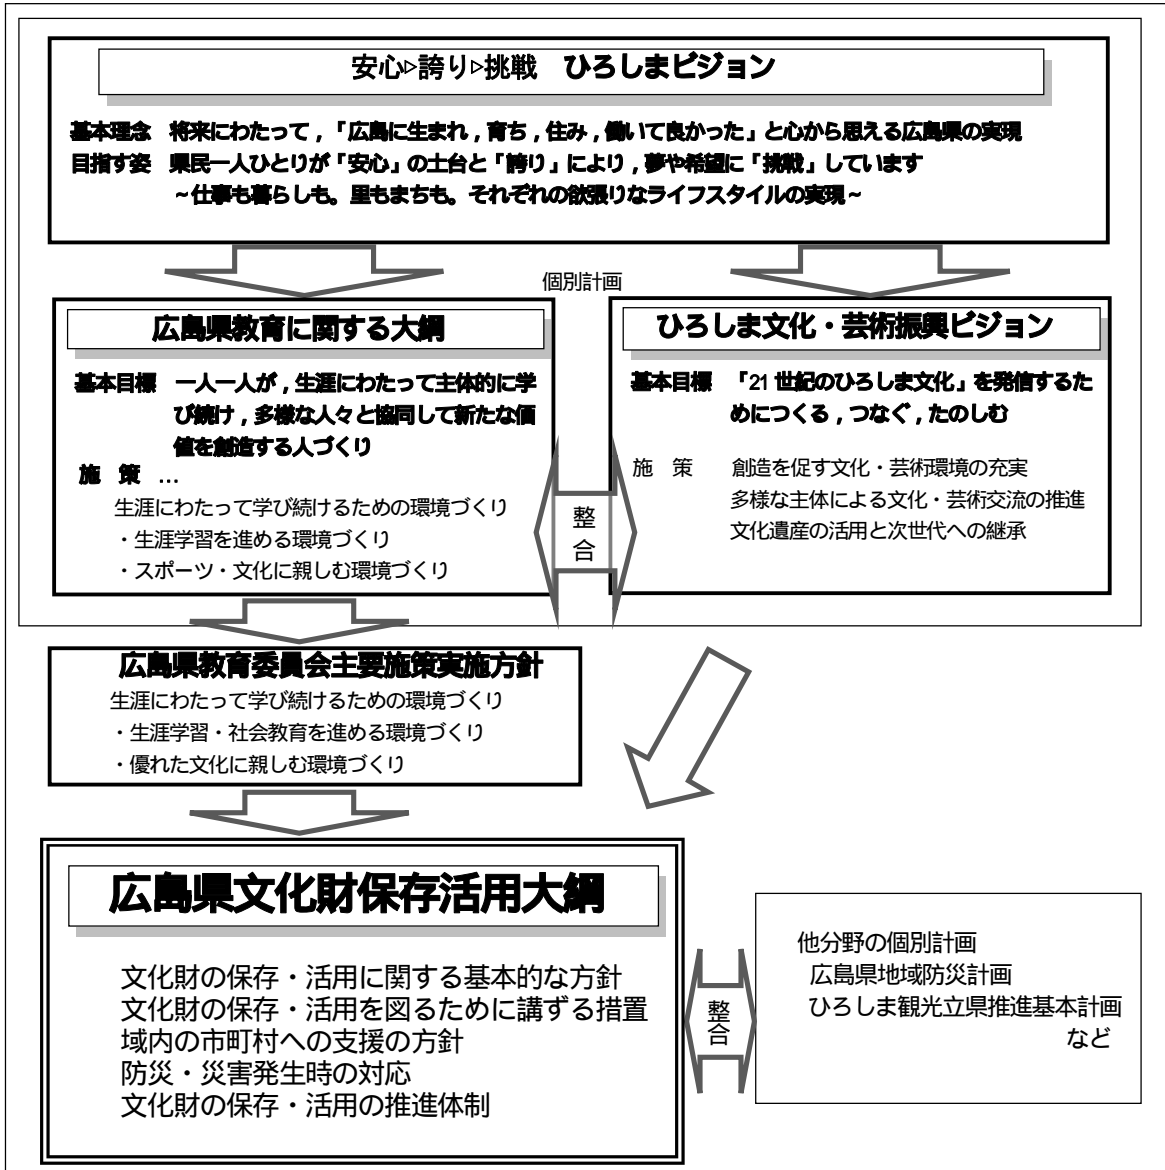 安心▷誇り▷挑戦　ひろしまビジョン
基本理念　将来にわたって，「広島に生まれ，育ち，住み，働いて良かった」と心から思える広島県の実現
目指す姿　県民一人ひとりが「安心」の土台と「誇り」により，夢や希望に「挑戦」しています
～仕事も暮らしも。里もまちも。それぞれの欲張りなライフスタイルの実現～
個別計画
広島県教育に関する大綱
基本目標　一人一人が，生涯にわたって主体的に学
び続け，多様な人々と協同して新たな価
値を創造する人づくり
施　策　…
生涯にわたって学び続けるための環境づくり
・生涯学習を進める環境づくり
・スポーツ・文化に親しむ環境づくり
整
合
ひろしま文化・芸術振興ビジョン
基本目標　「21 世紀のひろしま文化」を発信するた
めにつくる，つなぐ，たのしむ
施　策　創造を促す文化・芸術環境の充実
多様な主体による文化・芸術交流の推進
文化遺産の活用と次世代への継承
広島県教育委員会主要施策実施方針
生涯にわたって学び続けるための環境づくり
・生涯学習・社会教育を進める環境づくり
・優れた文化に親しむ環境づくり
広島県文化財保存活用大綱
文化財の保存・活用に関する基本的な方針
文化財の保存・活用を図るために講ずる措置
域内の市町村への支援の方針
防災・災害発生時の対応
文化財の保存・活用の推進体制
整
合
他分野の個別計画
広島県地域防災計画
ひろしま観光立県推進基本計画
など